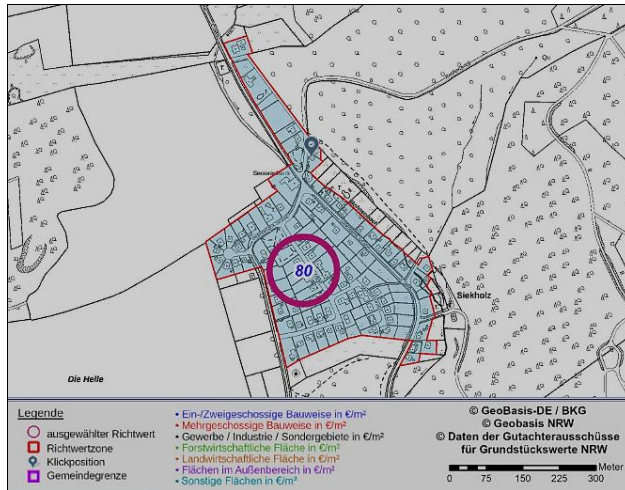 80
Siekholz
Die Helle
Legende
ausgewählter Richtwert
Richtwertzone
Klickposition
Gemeindegrenze
• Ein-/Zweigeschossige Bauweise in €/m²
• Mehrgeschossige Bauweise in €/m²
• Gewerbe / Industrie / Sondergebiete in €/m²
• Forstwirtschaftliche Fläche in €/m²
• Landwirtschaftliche Fläche in €/m²
• Flächen im Außenbereich in €/m²
• Sonstige Flächen in €/m²
© GeoBasis-DE / BKG
© Geobasis NRW
© Daten der Gutachterausschüsse
für Grundstückswerte NRW
Meter
0 75 150 225 300